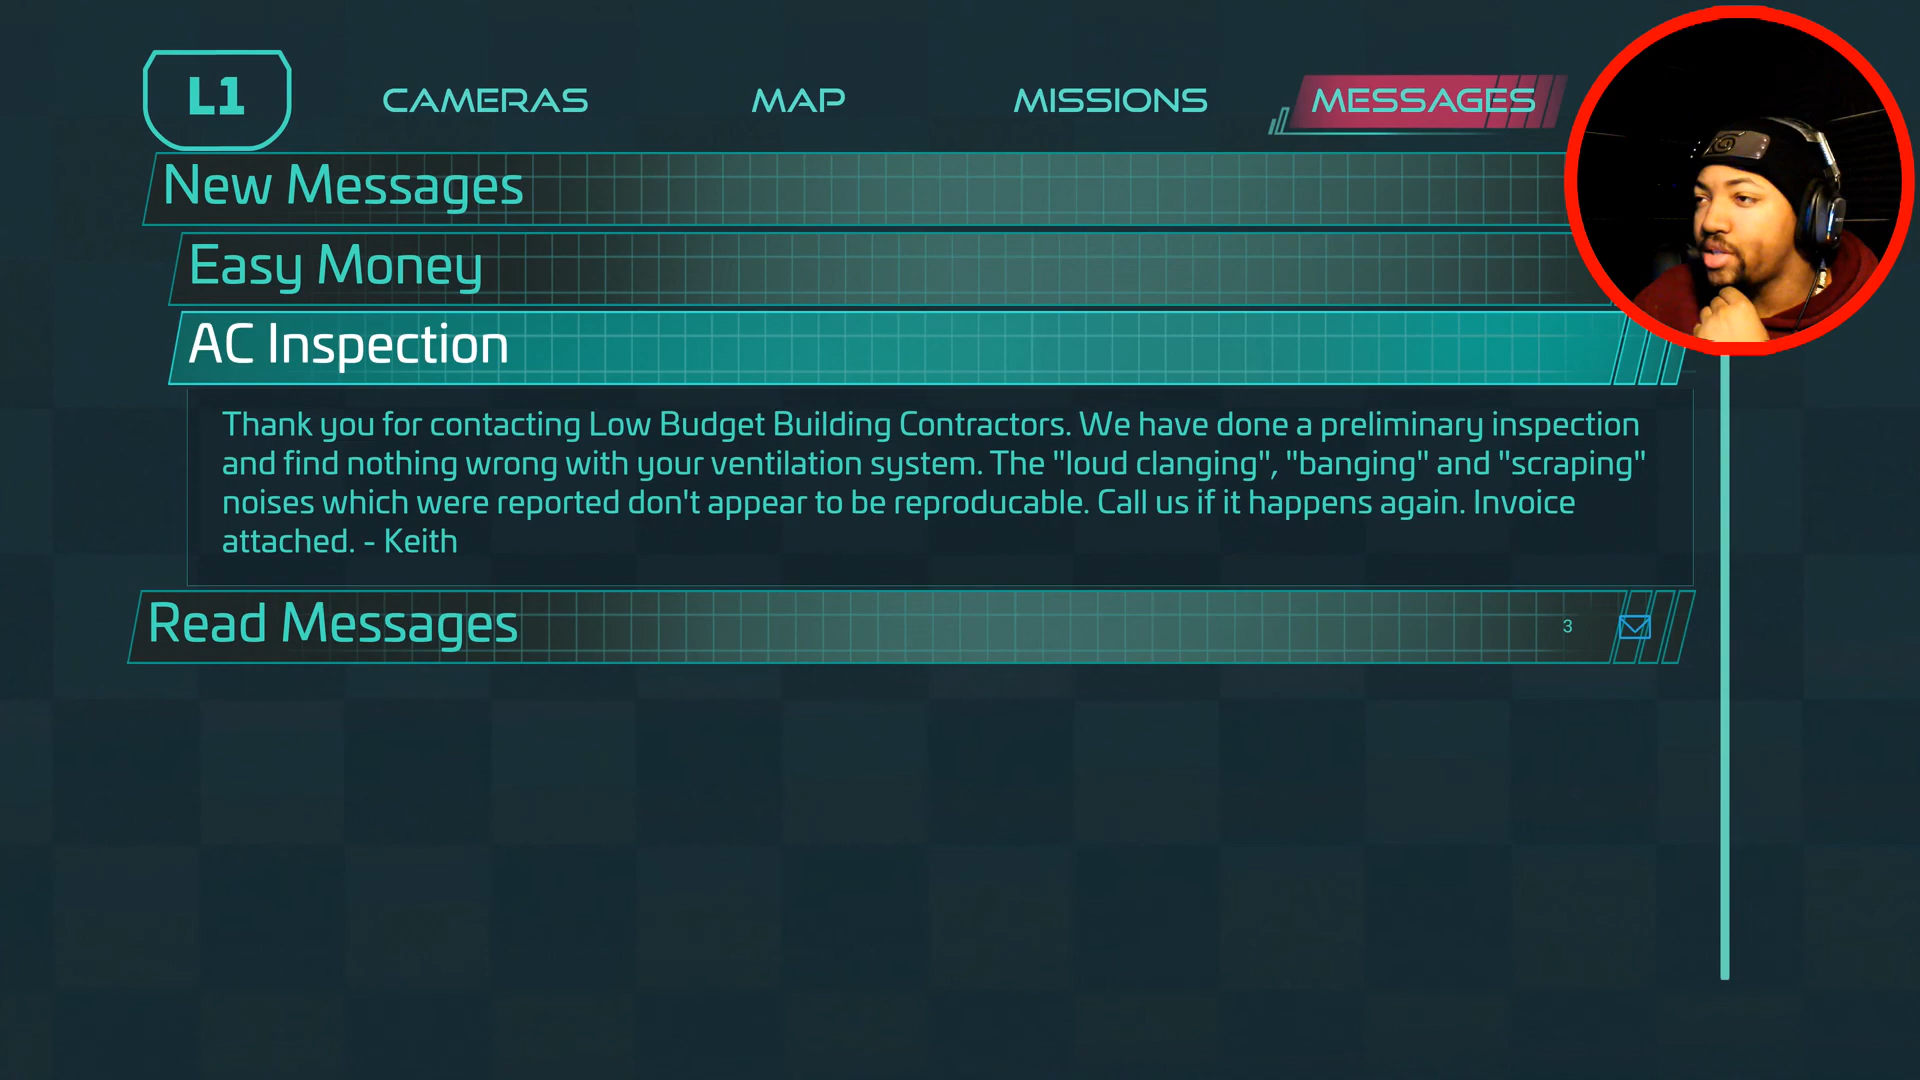 L1
CAMERAS
MAP
MISSIONS
MESSAGES
New Messages
Easy Money
AC Inspection
Thank you for contacting Low Budget Building Contractors. We have done a preliminary inspection
and find nothing wrong with your ventilation system. The "loud clanging", "banging" and "scraping"
noises which were reported don't appear to be reproducable. Call us if it happens again. Invoice
attached. - Keith
Read Messages
3